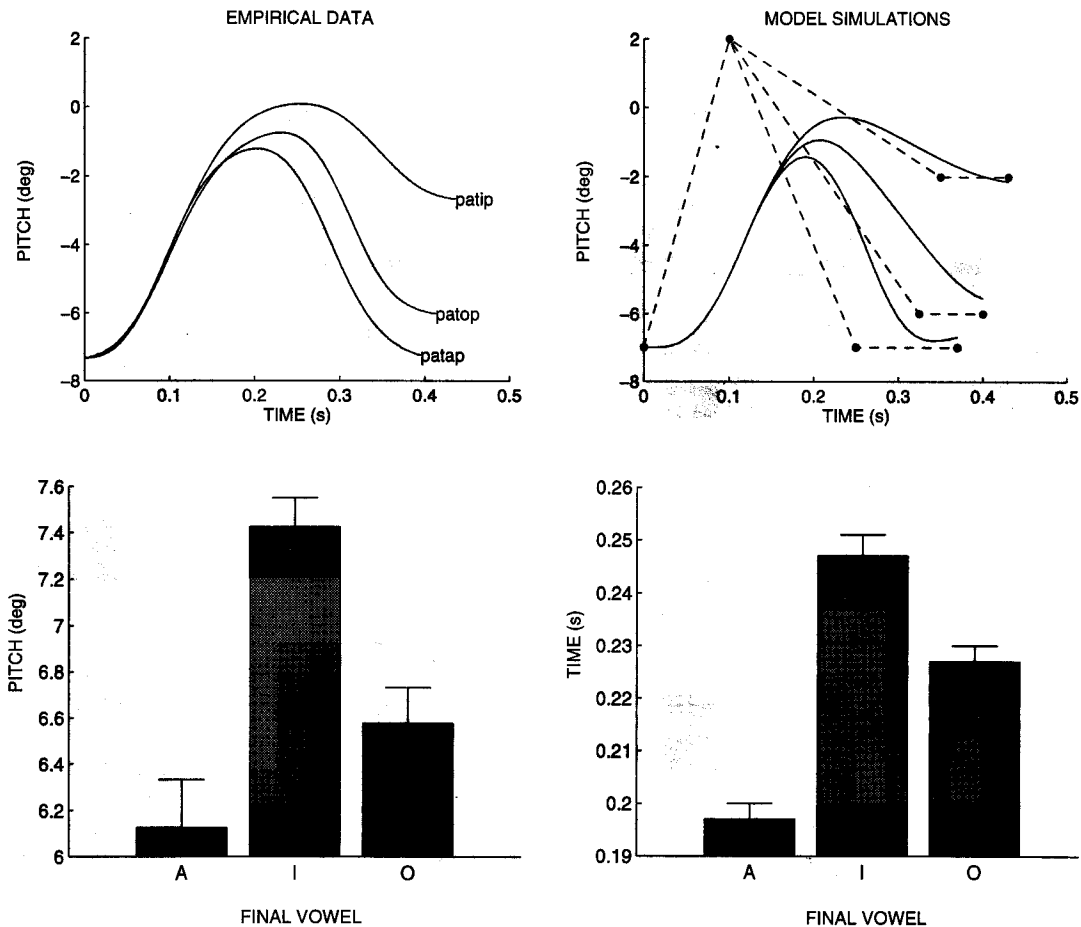 EMPIRICAL DATA
MODEL SIMULATIONS
PITCH (deg)
2
0
−2
−4
−6
−8
0
0.1
0.2
0.3
0.4
0.5
TIME (s)
patip
patop
patap
PITCH (deg)
2
0
−2
−4
−6
−8
0
0.1
0.2
0.3
0.4
0.5
TIME (s)
PITCH (deg)
7.6
7.4
7.2
7
6.8
6.6
6.4
6.2
6
A
I
O
FINAL VOWEL
TIME (s)
0.26
0.25
0.24
0.23
0.22
0.21
0.2
0.19
A
I
O
FINAL VOWEL